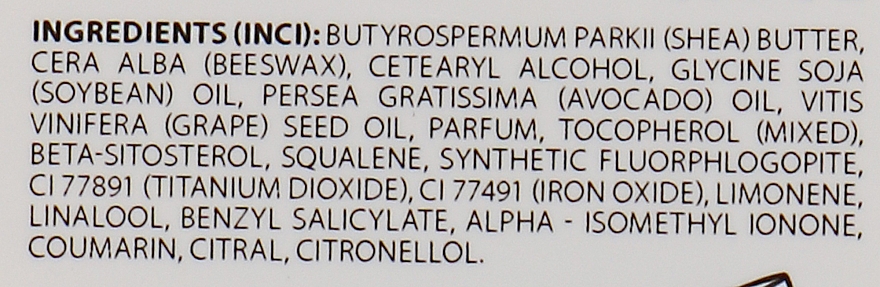 INGREDIENTS (INCI): BUTYROSPERMUM PARKII (SHEA) BUTTER,
CERA ALBA (BEESWAX), CETEARYL ALCOHOL, GLYCINE SOJA
(SOYBEAN) OIL, PERSEA GRATISSIMA (AVOCADO) OIL, VITIS
VINIFERA (GRAPE) SEED OIL, PARFUM, TOCOPHEROL (MIXED),
BETA-SITOSTEROL, SQUALENE, SYNTHETIC FLUORPHLOGOPITE,
CI 77891 (TITANIUM DIOXIDE), CI 77491 (IRON OXIDE), LIMONENE,
LINALOOL, BENZYL SALICYLATE, ALPHA - ISOMETHYL IONONE,
COUMARIN, CITRAL, CITRONELLOL.